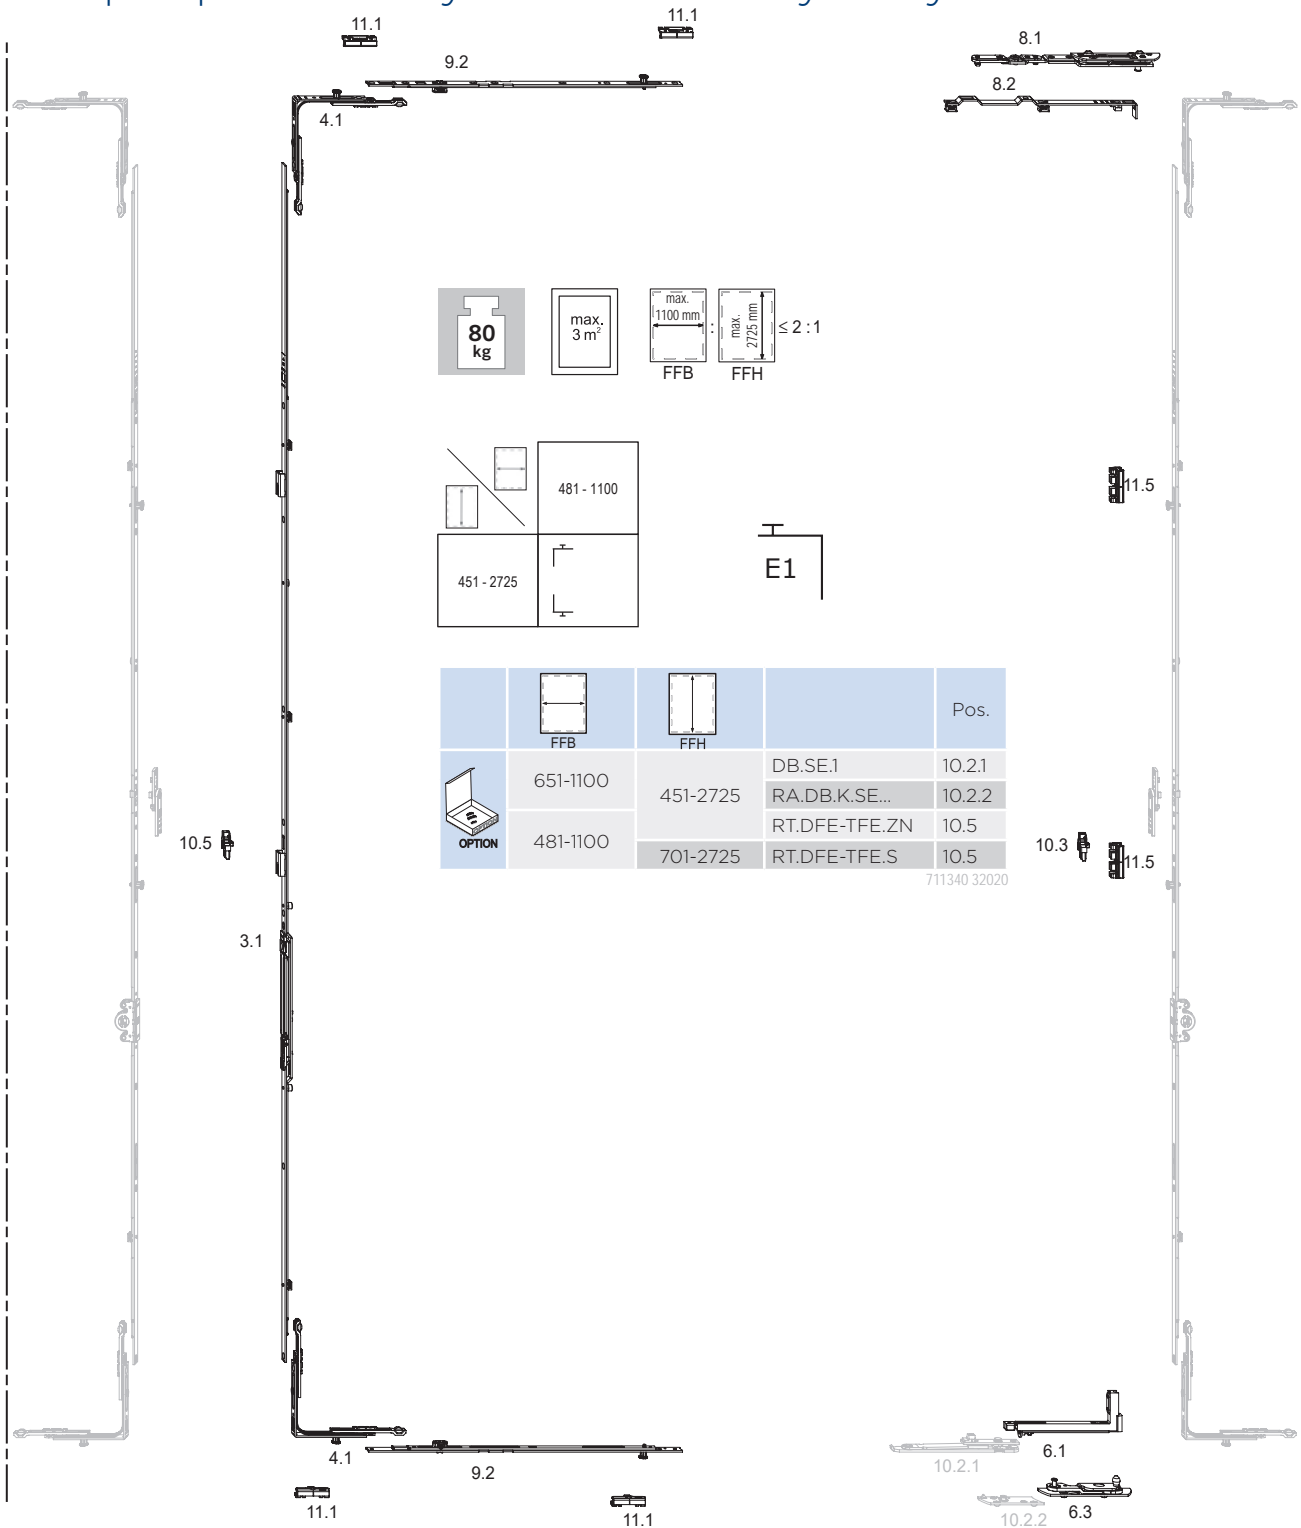 11.1
11.1
8.1
9.2
8.2
4.1
80
kg
max.
3 m²
max.
1100 mm
:
max.
2725 mm
≤ 2 :1
FFB
FFH
481 - 1100
11.5
451 - 2725
E1
FFB
FFH
Pos.
OPTION
651-1100
451-2725
DB.SE.1
10.2.1
RA.DB.K.SE...
10.2.2
481-1100
RT.DFE-TFE.ZN
10.5
701-2725
RT.DFE-TFE.S
10.5
711340 32020
10.5
10.3
11.5
3.1
4.1
9.2
10.2.1
6.1
11.1
11.1
10.2.2
6.3